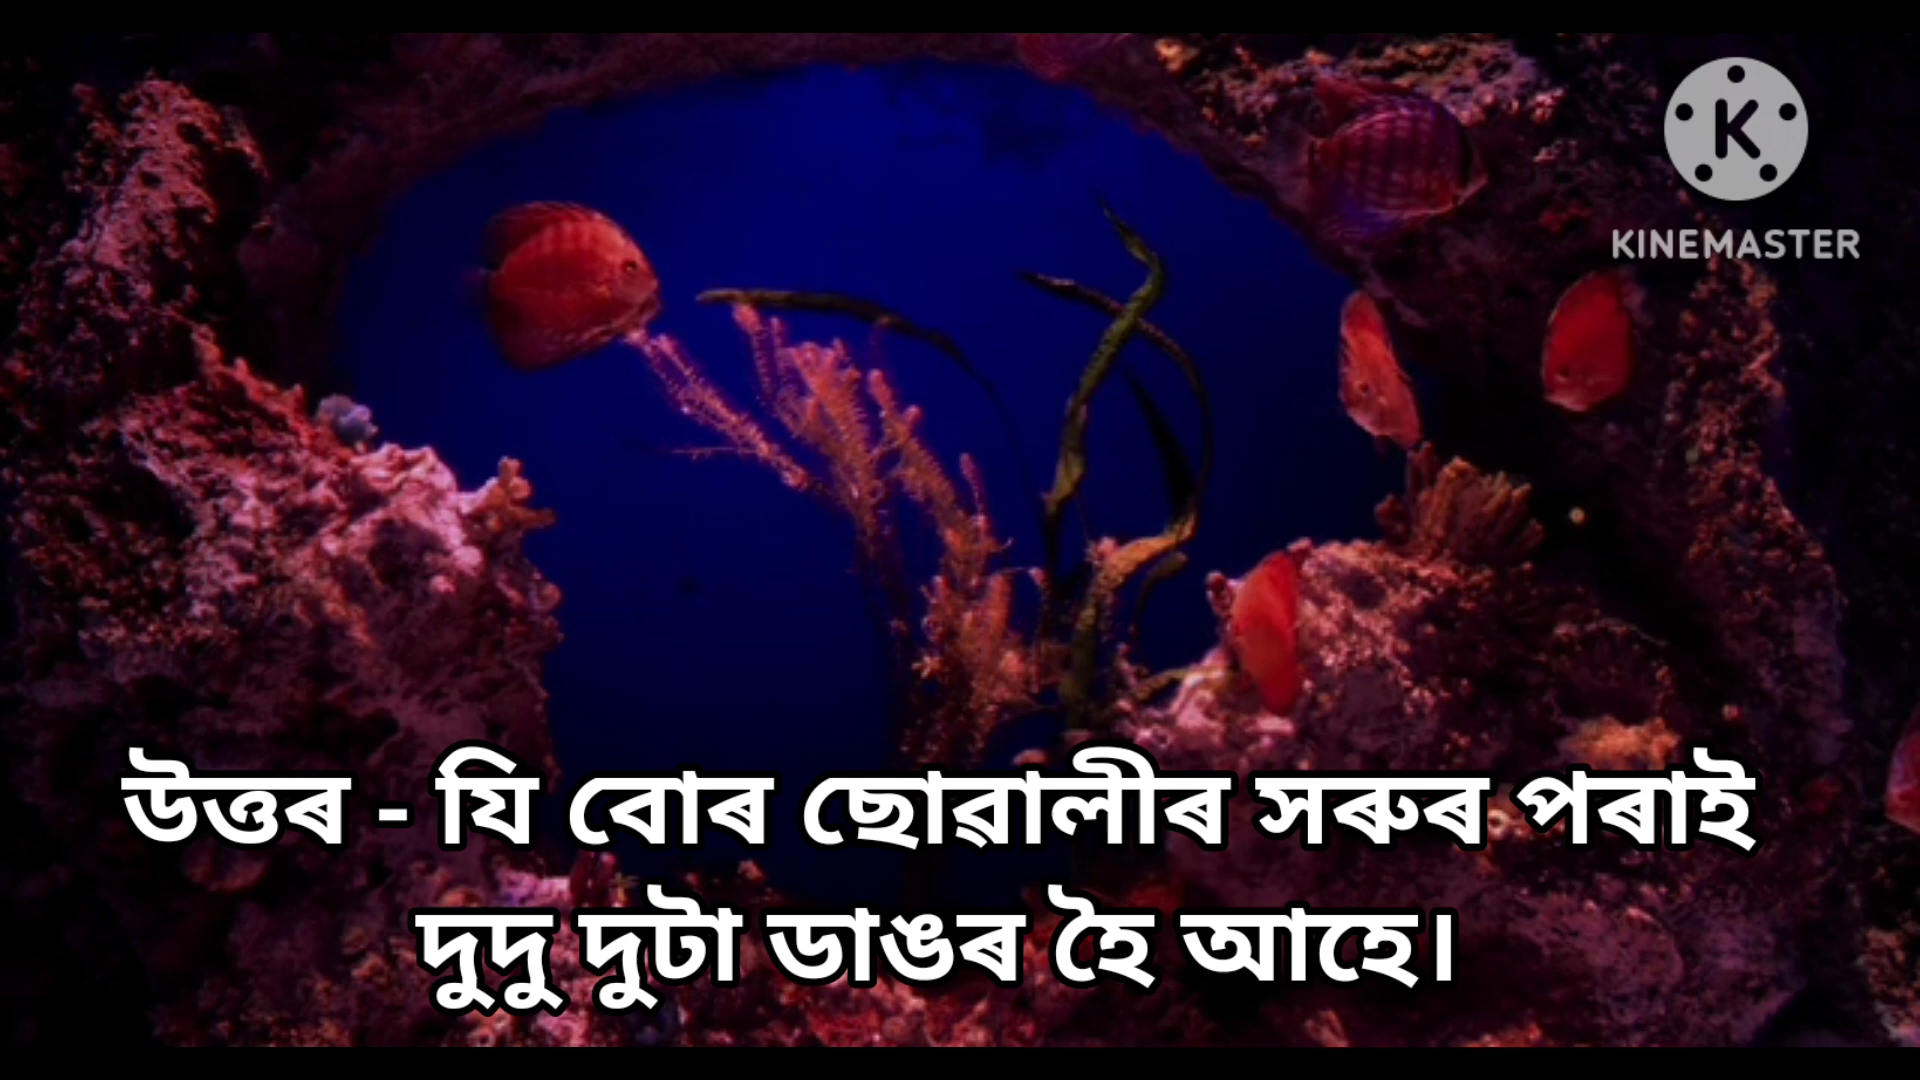 KINEMASTER
উত্তৰ - যি বোৰ ছোৱালীৰ সৰুৰ পৰাই
দুদু দুটা ডাঙৰ হৈ আহে।